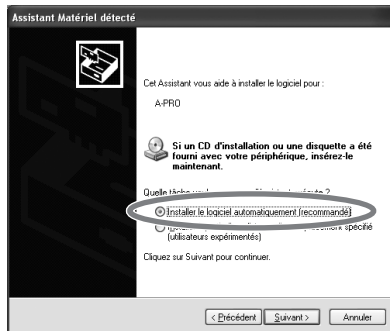 Assistant Matériel détecté
Cet Assistant vous aide à installer le logiciel pour :
A-PRO
Si un CD d'installation ou une disquette a été
fourni avec votre périphérique, insérez-le
maintenant.
Quelle tâche ?
Installer le logiciel automatiquement (recommandé)
spécifié
(utilisateurs expérimentés)
Cliquez sur Suivant pour continuer.
< Précédent
Suivant >
Annuler